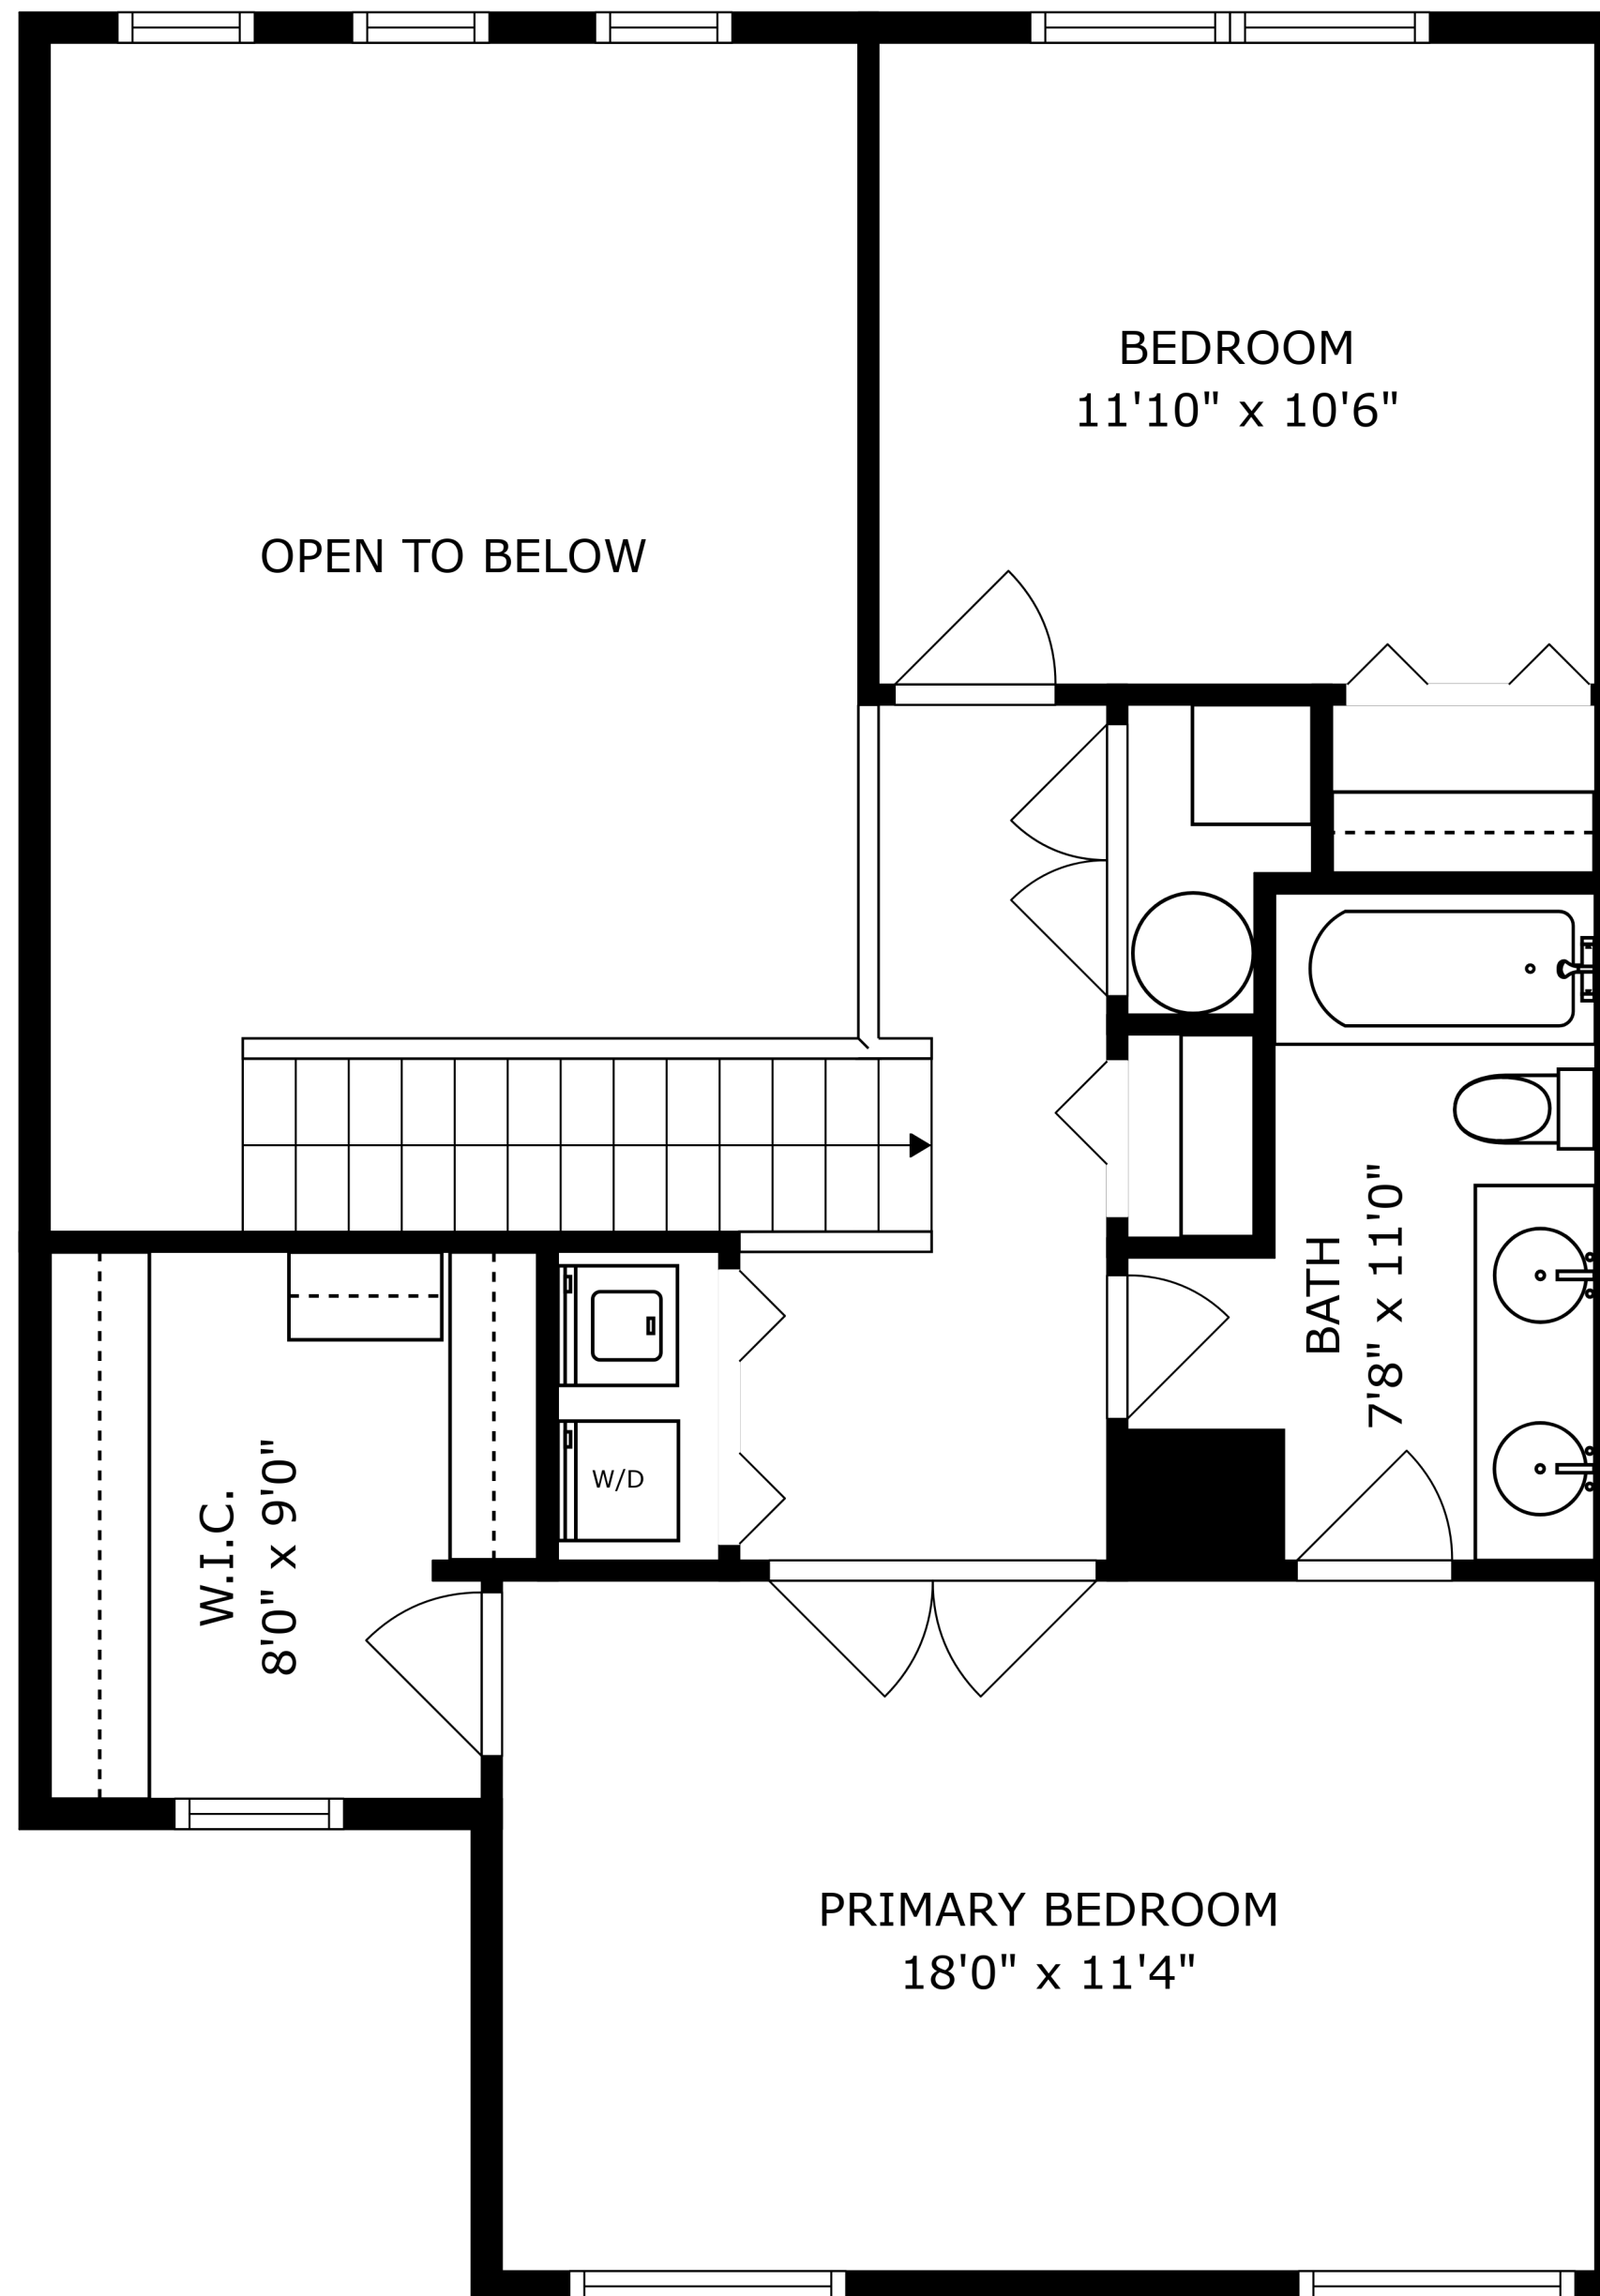 BEDROOM
11'10" x 10'6"
OPEN TO BELOW
BATH
7'8" x 11'0"
W/D
W.I.C.
8'0" x 9'0"
PRIMARY BEDROOM
18'0" x 11'4"